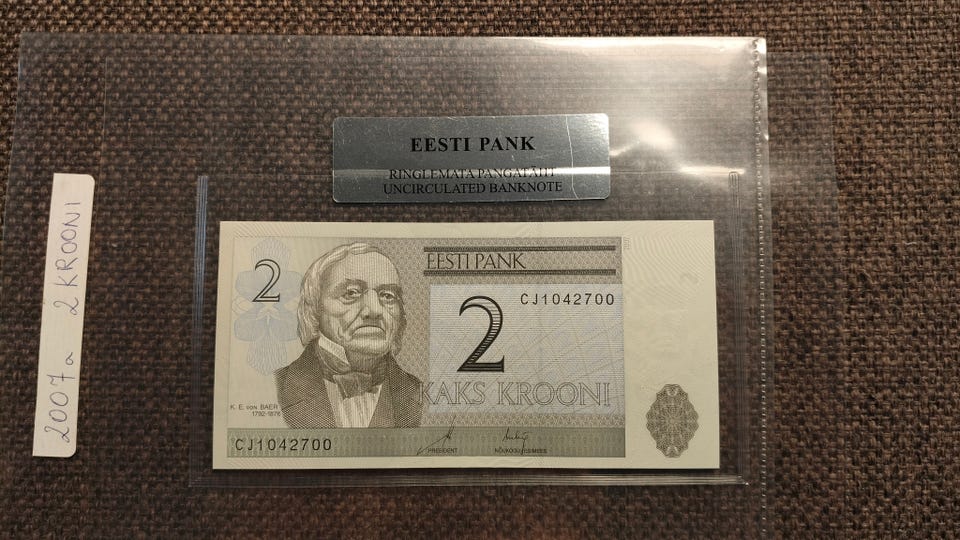 EESTI PANK
RINGLEMATA PANGATÄHT
UNCIRCULATED BANKNOTE
2007a 2 KROONI
2
EESTI PANK
CJ1042700
2
KAKS KROONI
K. E. VON BAER
1792-1876
CJ1042700
PRESIDENT
NÕUKOGU ESIMEES